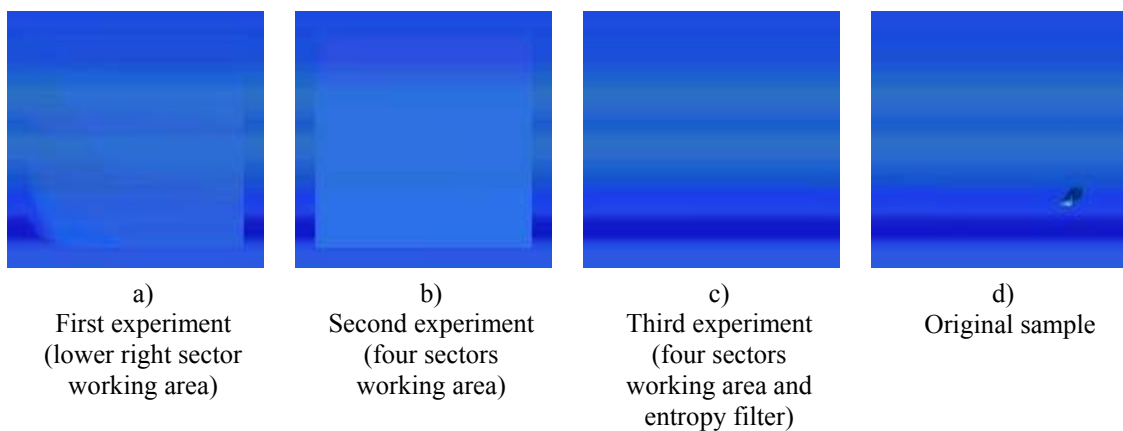 a)
First experiment
(lower right sector
working area)
b)
Second experiment
(four sectors
working area)
c)
Third experiment
(four sectors
working area and
entropy filter)
d)
Original sample